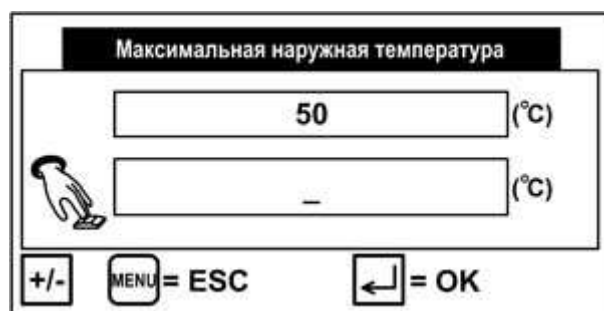 Максимальная наружная температура
50 (°C)
_ (°C)
+/- MENU = ESC ↵ = OK